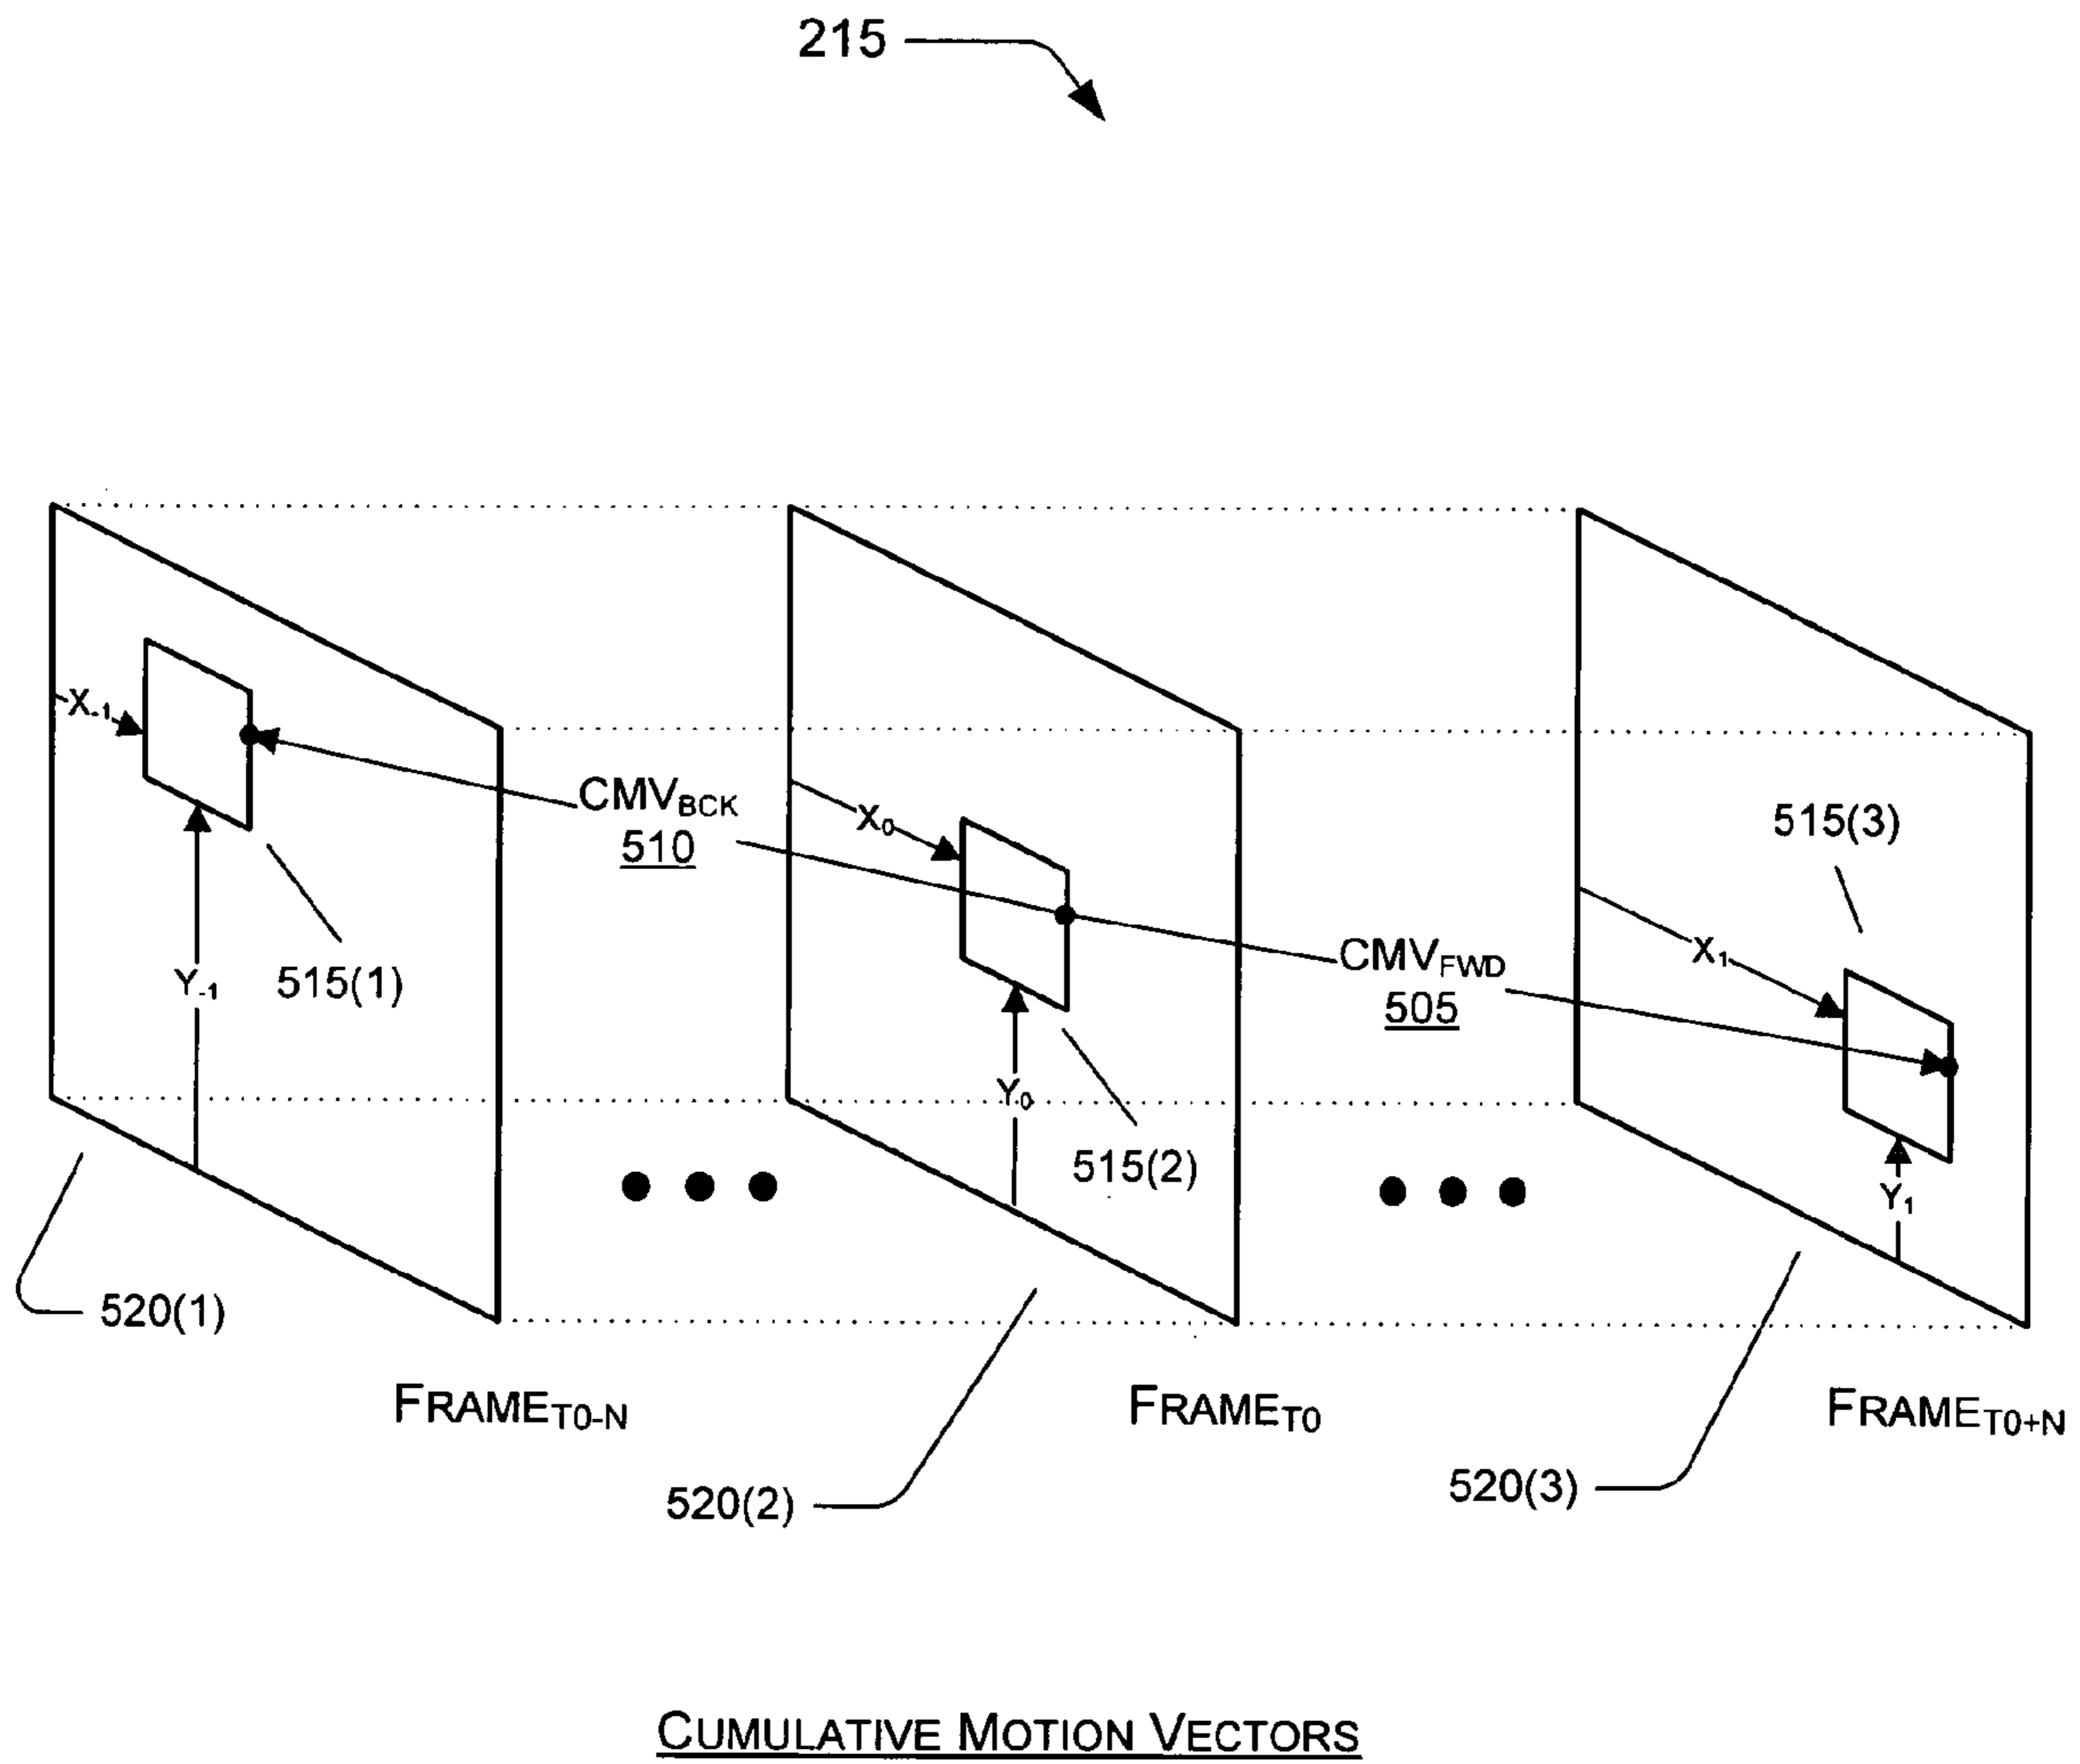 215
X-1
CMVBCK
510
X0
515(3)
CMVFWD
505
X1
Y-1
515(1)
Y0
515(2)
Y1
520(1)
FRAMET0-N
FRAMET0
FRAMET0+N
520(2)
520(3)
CUMULATIVE MOTION VECTORS